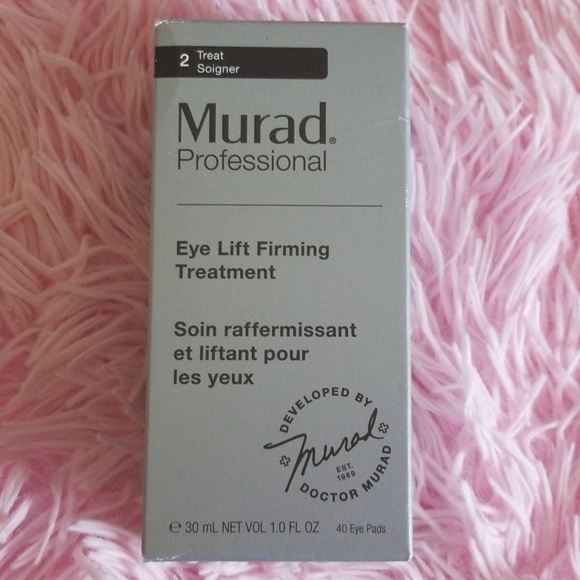 2 Treat
Soigner
Murad®
Professional
Eye Lift Firming
Treatment
Soin raffermissant
et liftant pour
les yeux
DEVELOPED BY
Murad
EST.
1989
DOCTOR MURAD
℮ 30 mL NET VOL 1.0 FL OZ 40 Eye Pads